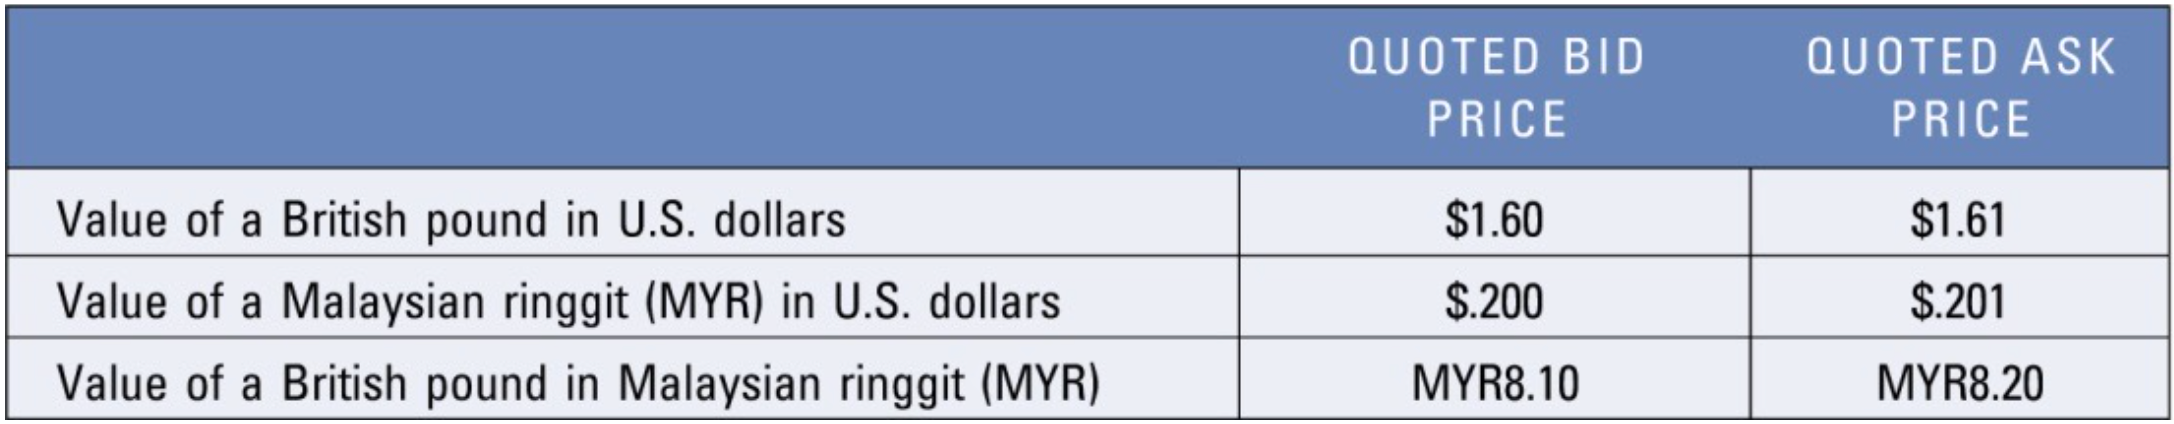 QUOTED BID PRICE QUOTED ASK PRICE
Value of a British pound in U.S. dollars $1.60 $1.61
Value of a Malaysian ringgit (MYR) in U.S. dollars $.200 $.201
Value of a British pound in Malaysian ringgit (MYR) MYR8.10 MYR8.20